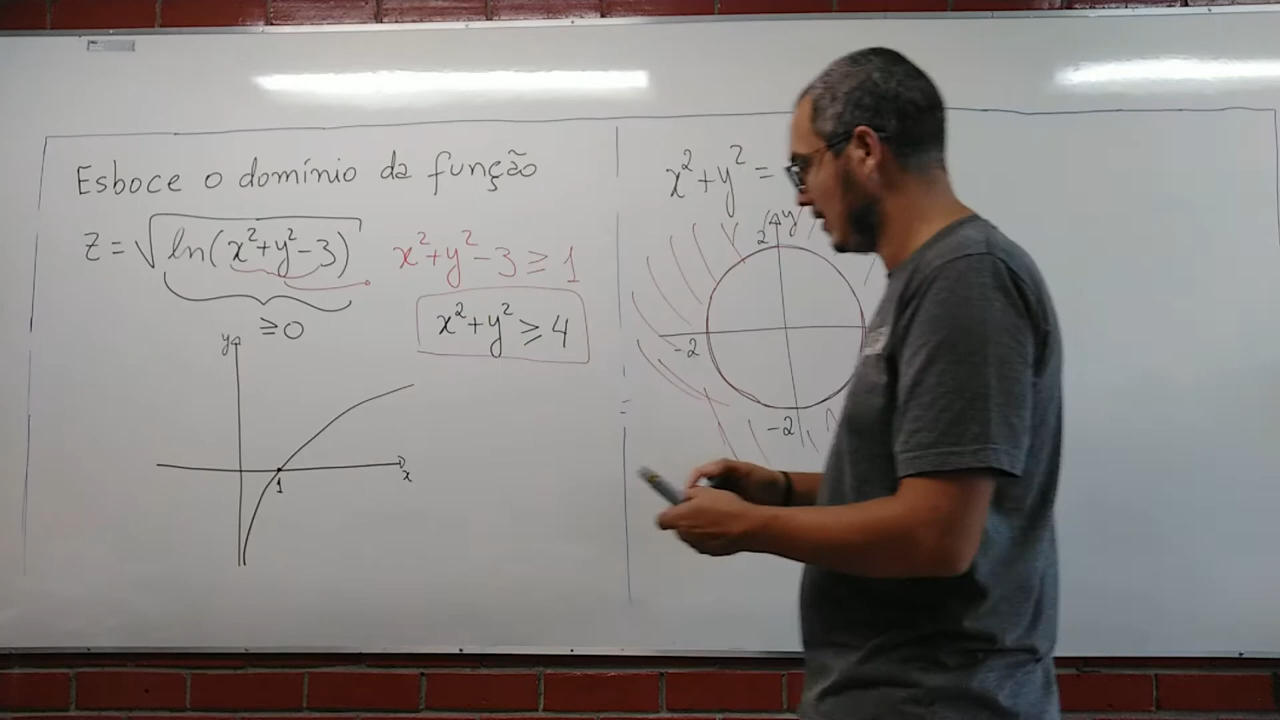 Esboce o domínio da função
z = √ln(x²+y²-3)
≥0
x²+y²-3 ≥ 1
x²+y² ≥ 4
y
1
x
x²+y² =
2 y
-2
-2